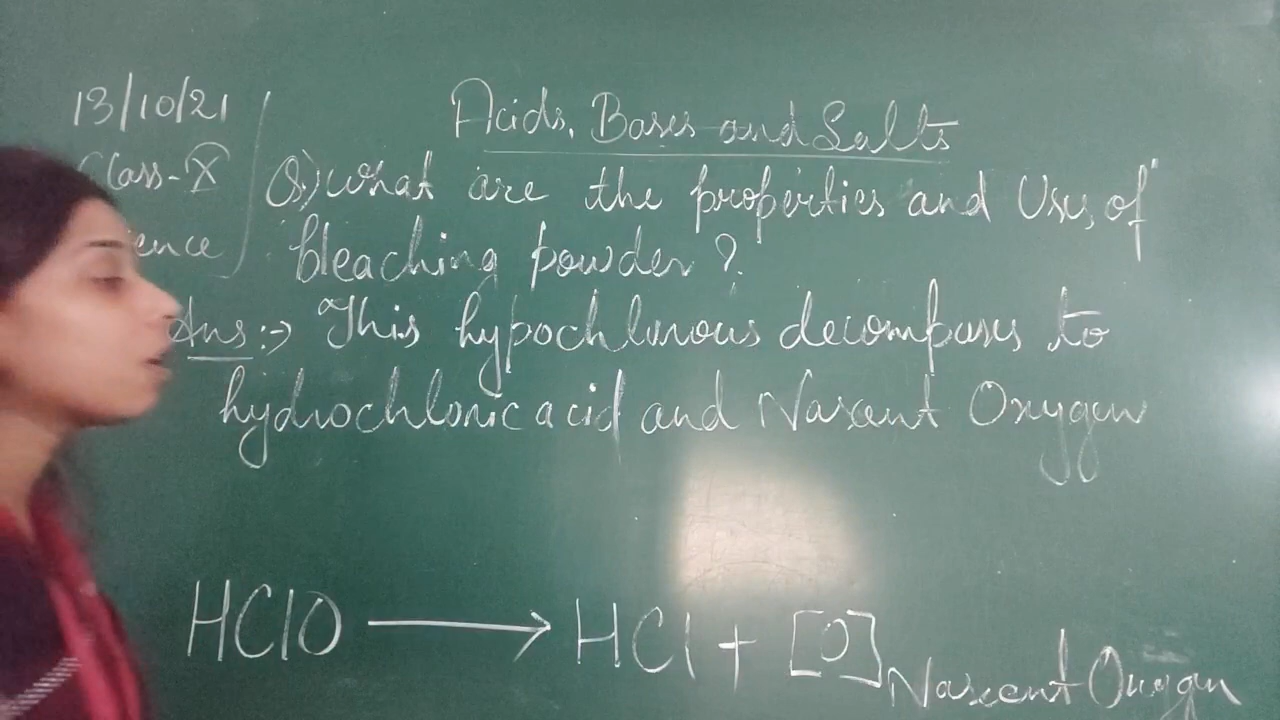 13/10/21
Acids, Bases and Salts
Class-X
Q) what are the properties and Uses of
bleaching powder?
Ans :-> This hypochlorous decomposes to
hydrochloric acid and Nascent Oxygen
HClO → HCl + [O]
Nascent Oxygen